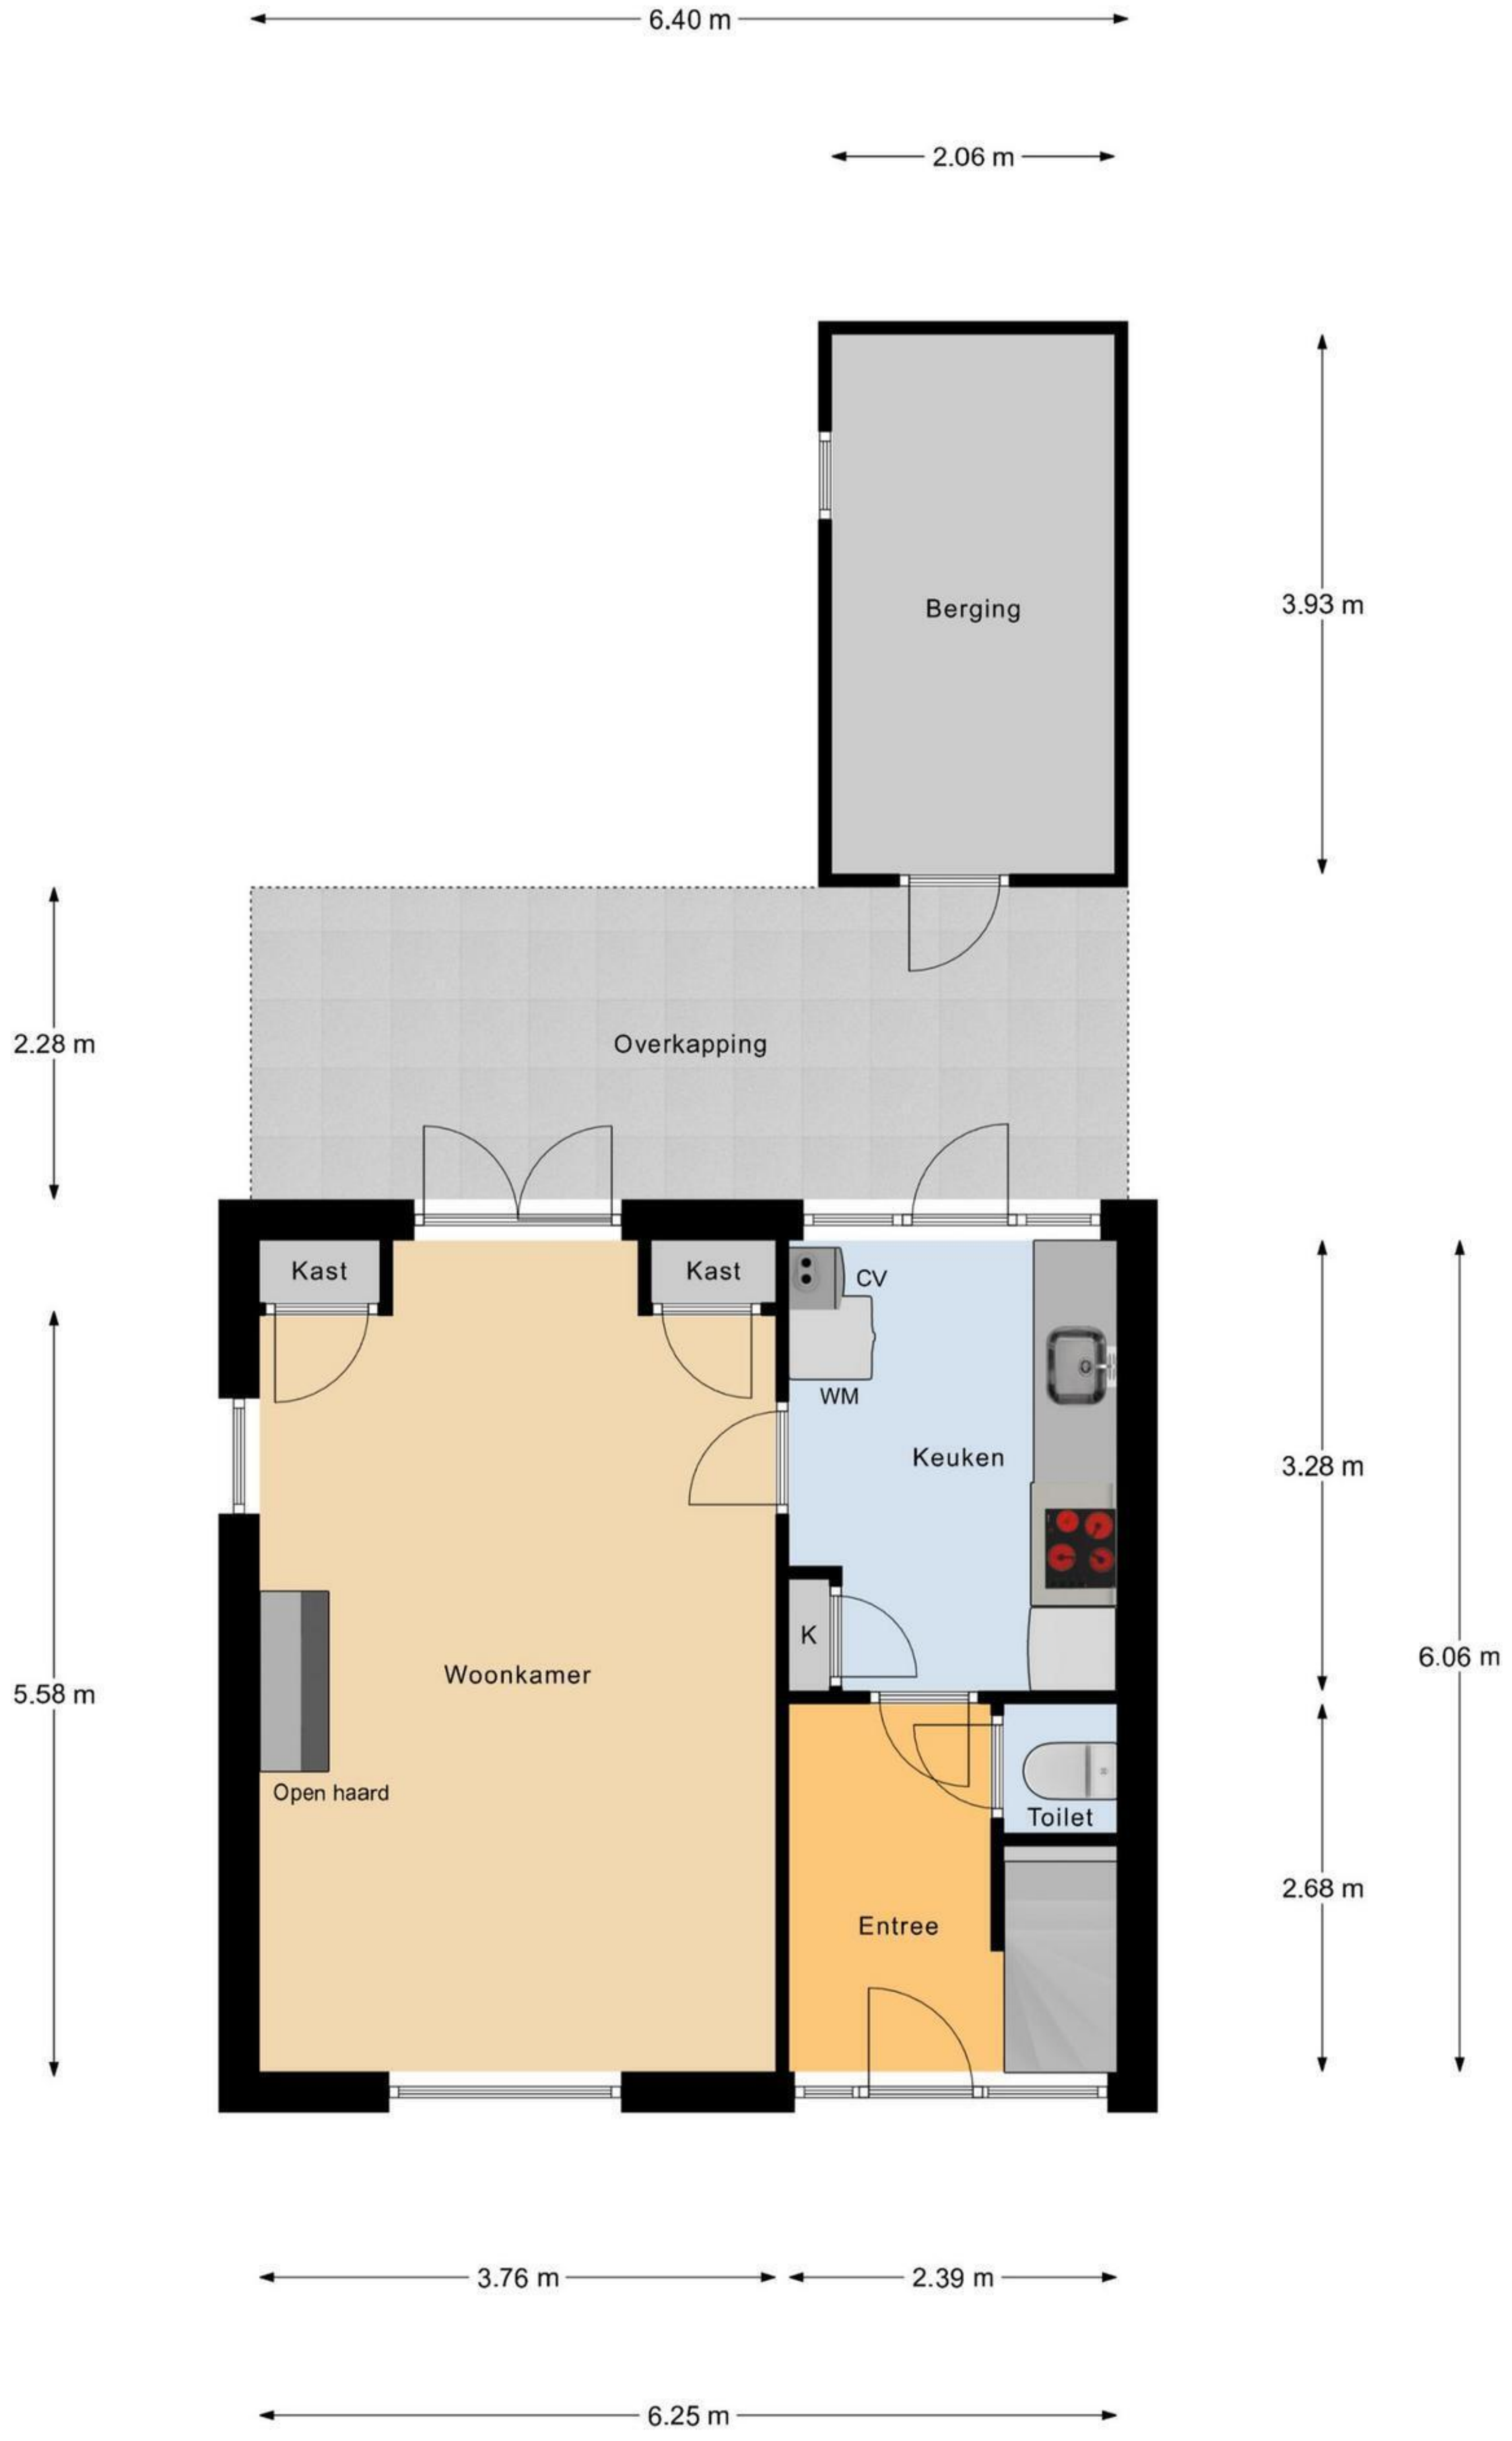 6.40 m
2.06 m
Berging
3.93 m
2.28 m
Overkapping
Kast
Kast
CV
WM
Keuken
3.28 m
K
Woonkamer
6.06 m
5.58 m
Open haard
Toilet
2.68 m
Entree
3.76 m
2.39 m
6.25 m